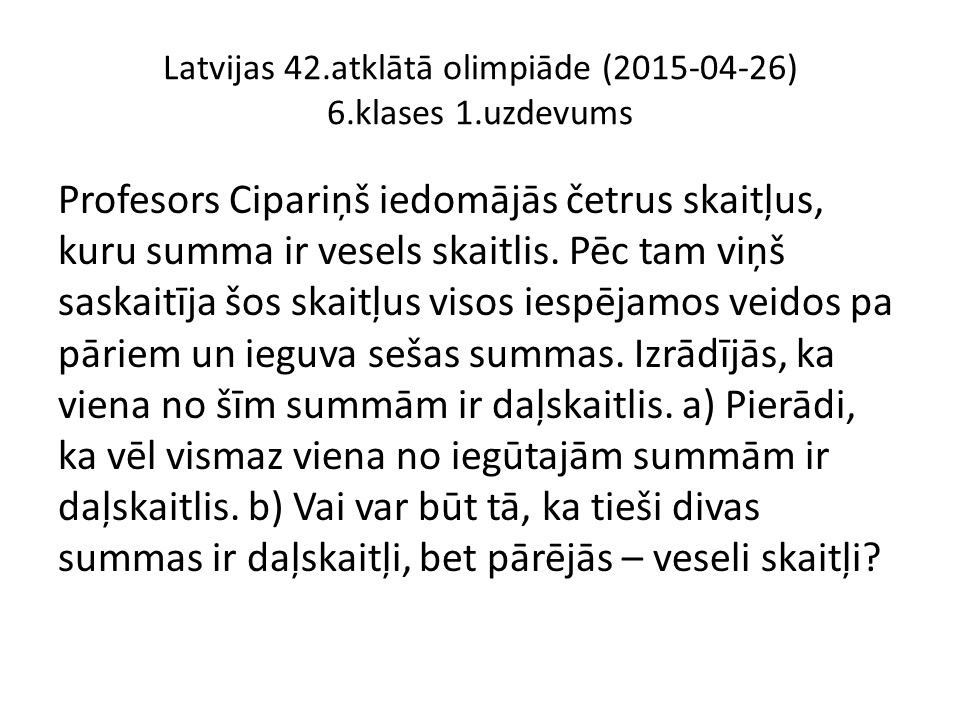 Latvijas 42.atklātā olimpiāde (2015-04-26)
6.klases 1.uzdevums
Profesors Cipariņš iedomājās četrus skaitļus,
kuru summa ir vesels skaitlis. Pēc tam viņš
saskaitīja šos skaitļus visos iespējamos veidos pa
pāriem un ieguva sešas summas. Izrādījās, ka
viena no šīm summām ir daļskaitlis. a) Pierādi,
ka vēl vismaz viena no iegūtajām summām ir
daļskaitlis. b) Vai var būt tā, ka tieši divas
summas ir daļskaitļi, bet pārējās – veseli skaitļi?